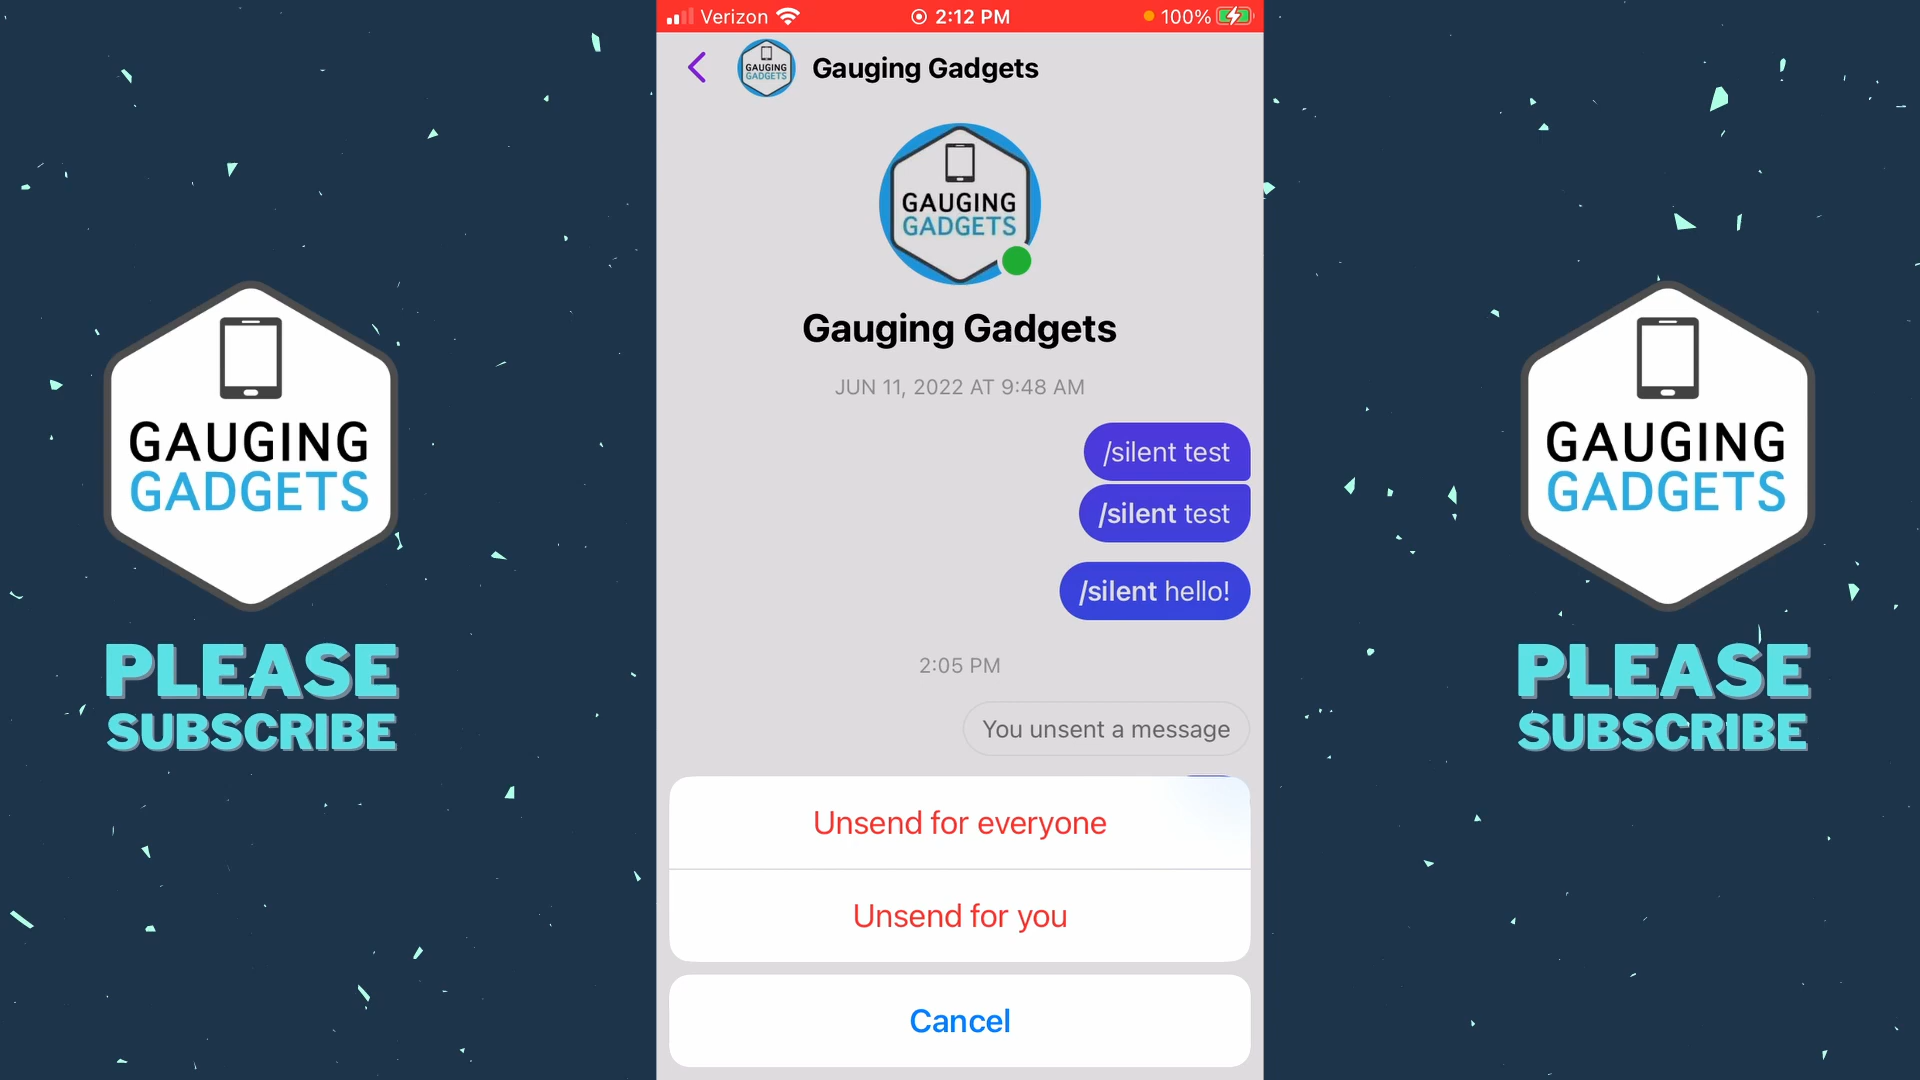 Verizon
2:12 PM
100%
GAUGING
GADGETS
Gauging Gadgets
GAUGING
GADGETS
Gauging Gadgets
JUN 11, 2022 AT 9:48 AM
/silent test
/silent test
/silent hello!
2:05 PM
You unsent a message
Unsend for everyone
Unsend for you
Cancel
GAUGING
GADGETS
PLEASE
SUBSCRIBE
GAUGING
GADGETS
PLEASE
SUBSCRIBE